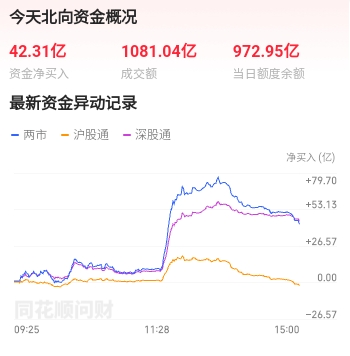 今天北向资金概况
42.31亿 1081.04亿 972.95亿
资金净买入 成交额 当日额度余额
最新资金异动记录
两市 沪股通 深股通
净买入 (亿)
+79.70
+53.13
+26.57
0.00
-26.57
同花顺问财
09:25 11:28 15:00